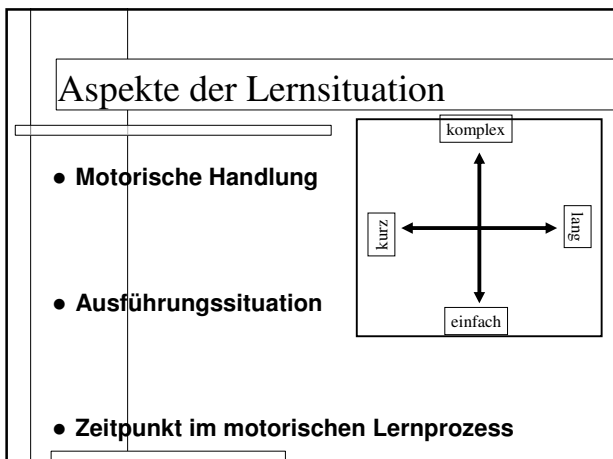 Aspekte der Lernsituation
komplex
● Motorische Handlung
kurz
lang
● Ausführungssituation
einfach
● Zeitpunkt im motorischen Lernprozess